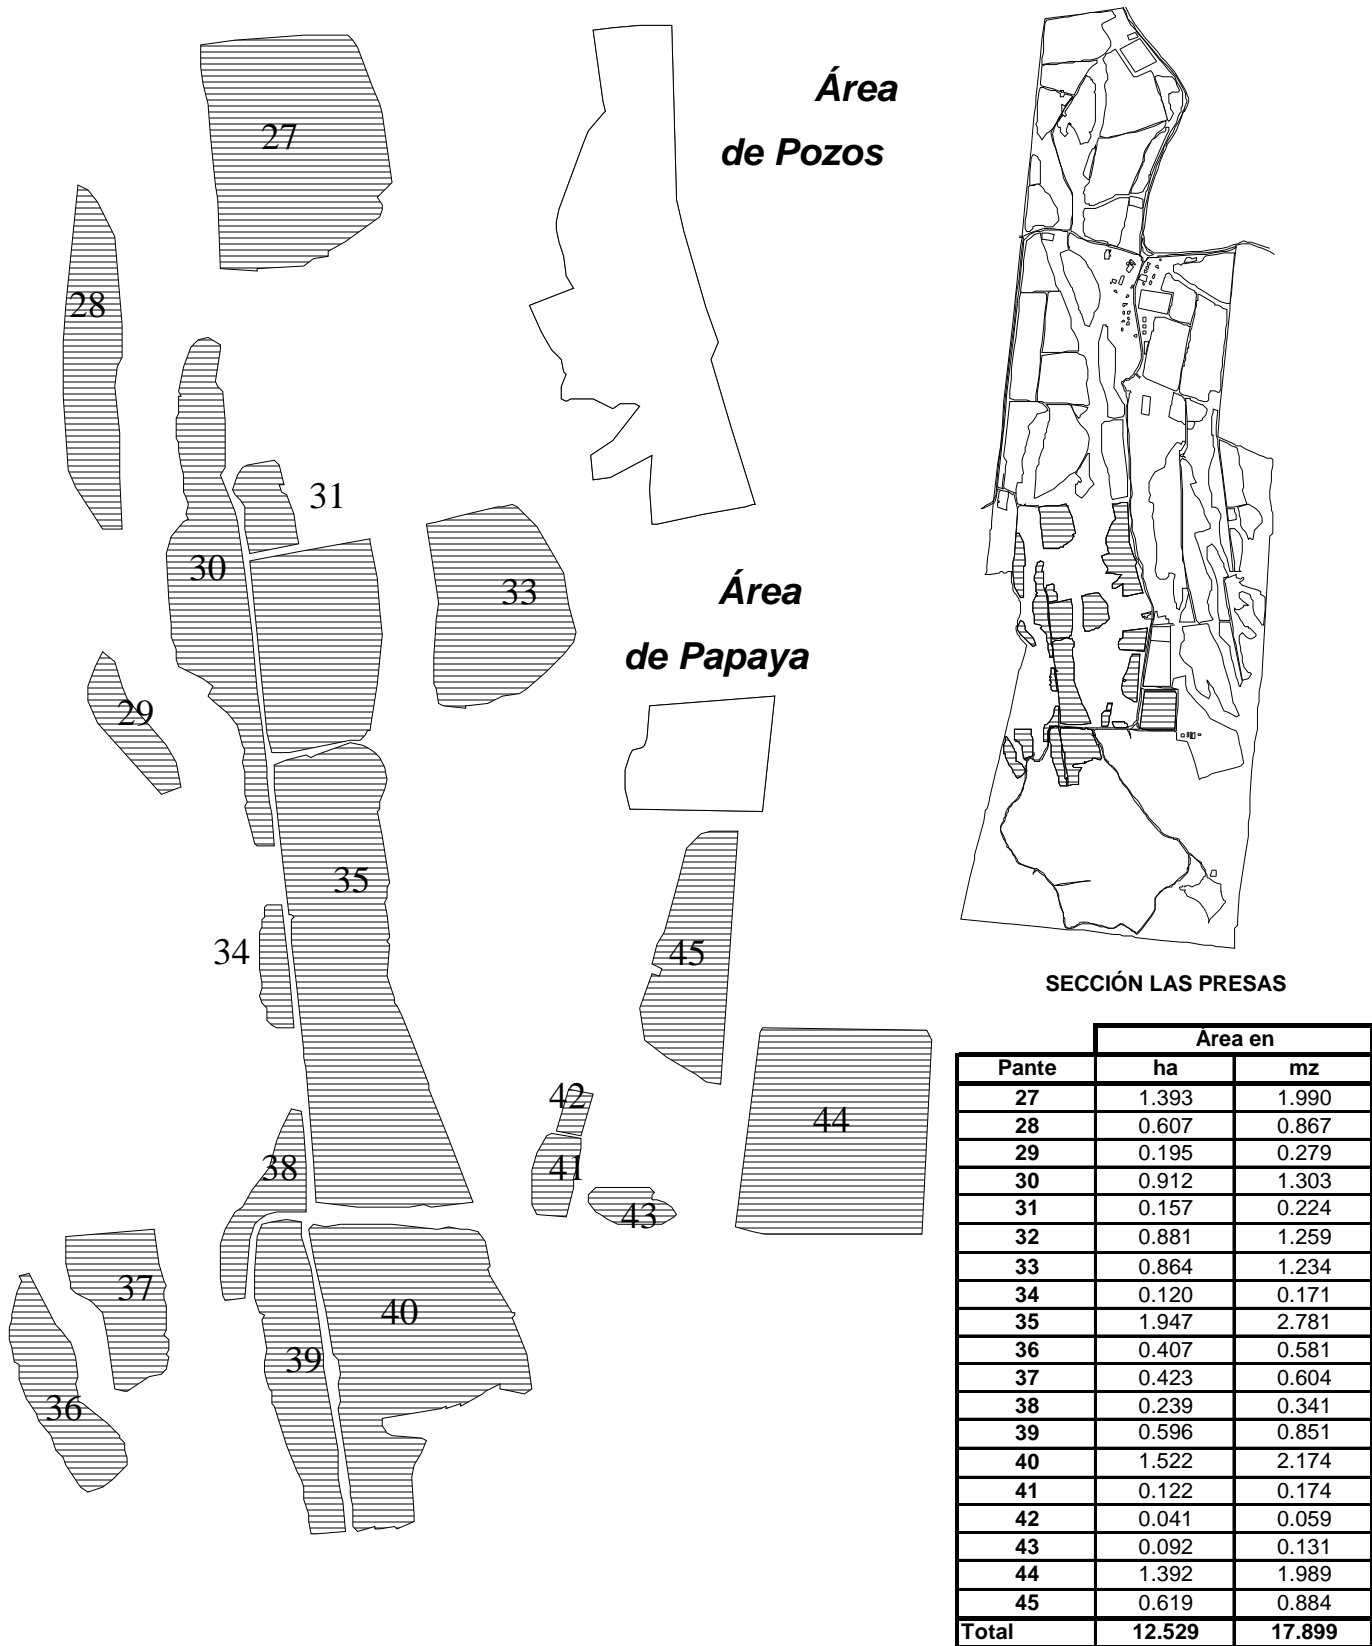 Área
de Pozos
27
28
31
30
33
Área
de Papaya
29
35
34
45
42
44
41
38
43
37
40
39
36
SECCIÓN LAS PRESAS
Área en
Pante ha mz
27 1.393 1.990
28 0.607 0.867
29 0.195 0.279
30 0.912 1.303
31 0.157 0.224
32 0.881 1.259
33 0.864 1.234
34 0.120 0.171
35 1.947 2.781
36 0.407 0.581
37 0.423 0.604
38 0.239 0.341
39 0.596 0.851
40 1.522 2.174
41 0.122 0.174
42 0.041 0.059
43 0.092 0.131
44 1.392 1.989
45 0.619 0.884
Total 12.529 17.899